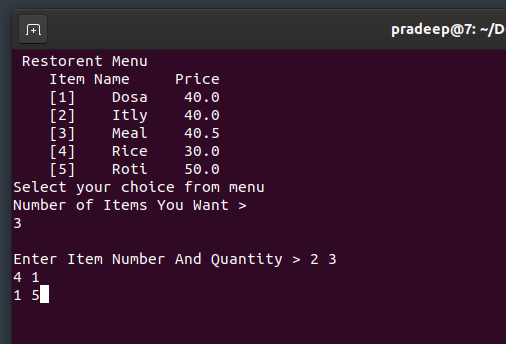 pradeep@7: ~/De
Restorent Menu
Item Name Price
[1] Dosa 40.0
[2] Itly 40.0
[3] Meal 40.5
[4] Rice 30.0
[5] Roti 50.0
Select your choice from menu
Number of Items You Want >
3
Enter Item Number And Quantity > 2 3
4 1
1 5